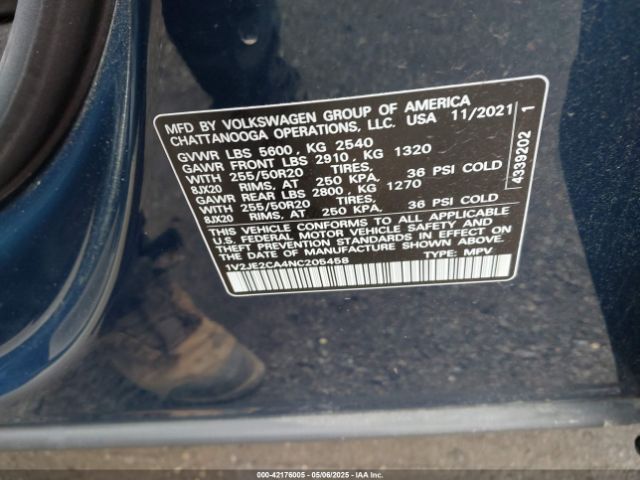 MFD BY VOLKSWAGEN GROUP OF AMERICA
CHATTANOOGA OPERATIONS, LLC. USA 11/2021
GVWR LBS 5600, KG 2540
GAWR FRONT LBS 2910, KG 1320
WITH 255/50R20 TIRES,
8JX20 RIMS, AT 250 KPA, 36 PSI COLD
GAWR REAR LBS 2800, KG 1270
WITH 255/50R20 TIRES,
8JX20 RIMS, AT 250 KPA, 36 PSI COLD
THIS VEHICLE CONFORMS TO ALL APPLICABLE
U.S. FEDERAL MOTOR VEHICLE SAFETY AND
THEFT PREVENTION STANDARDS IN EFFECT ON
THE DATE OF MANUFACTURE SHOWN ABOVE.
1V2JE2CA4NC205458 TYPE: MPV
4339202 1
000-42176005 - 05/06/2025 - IAAI.COM